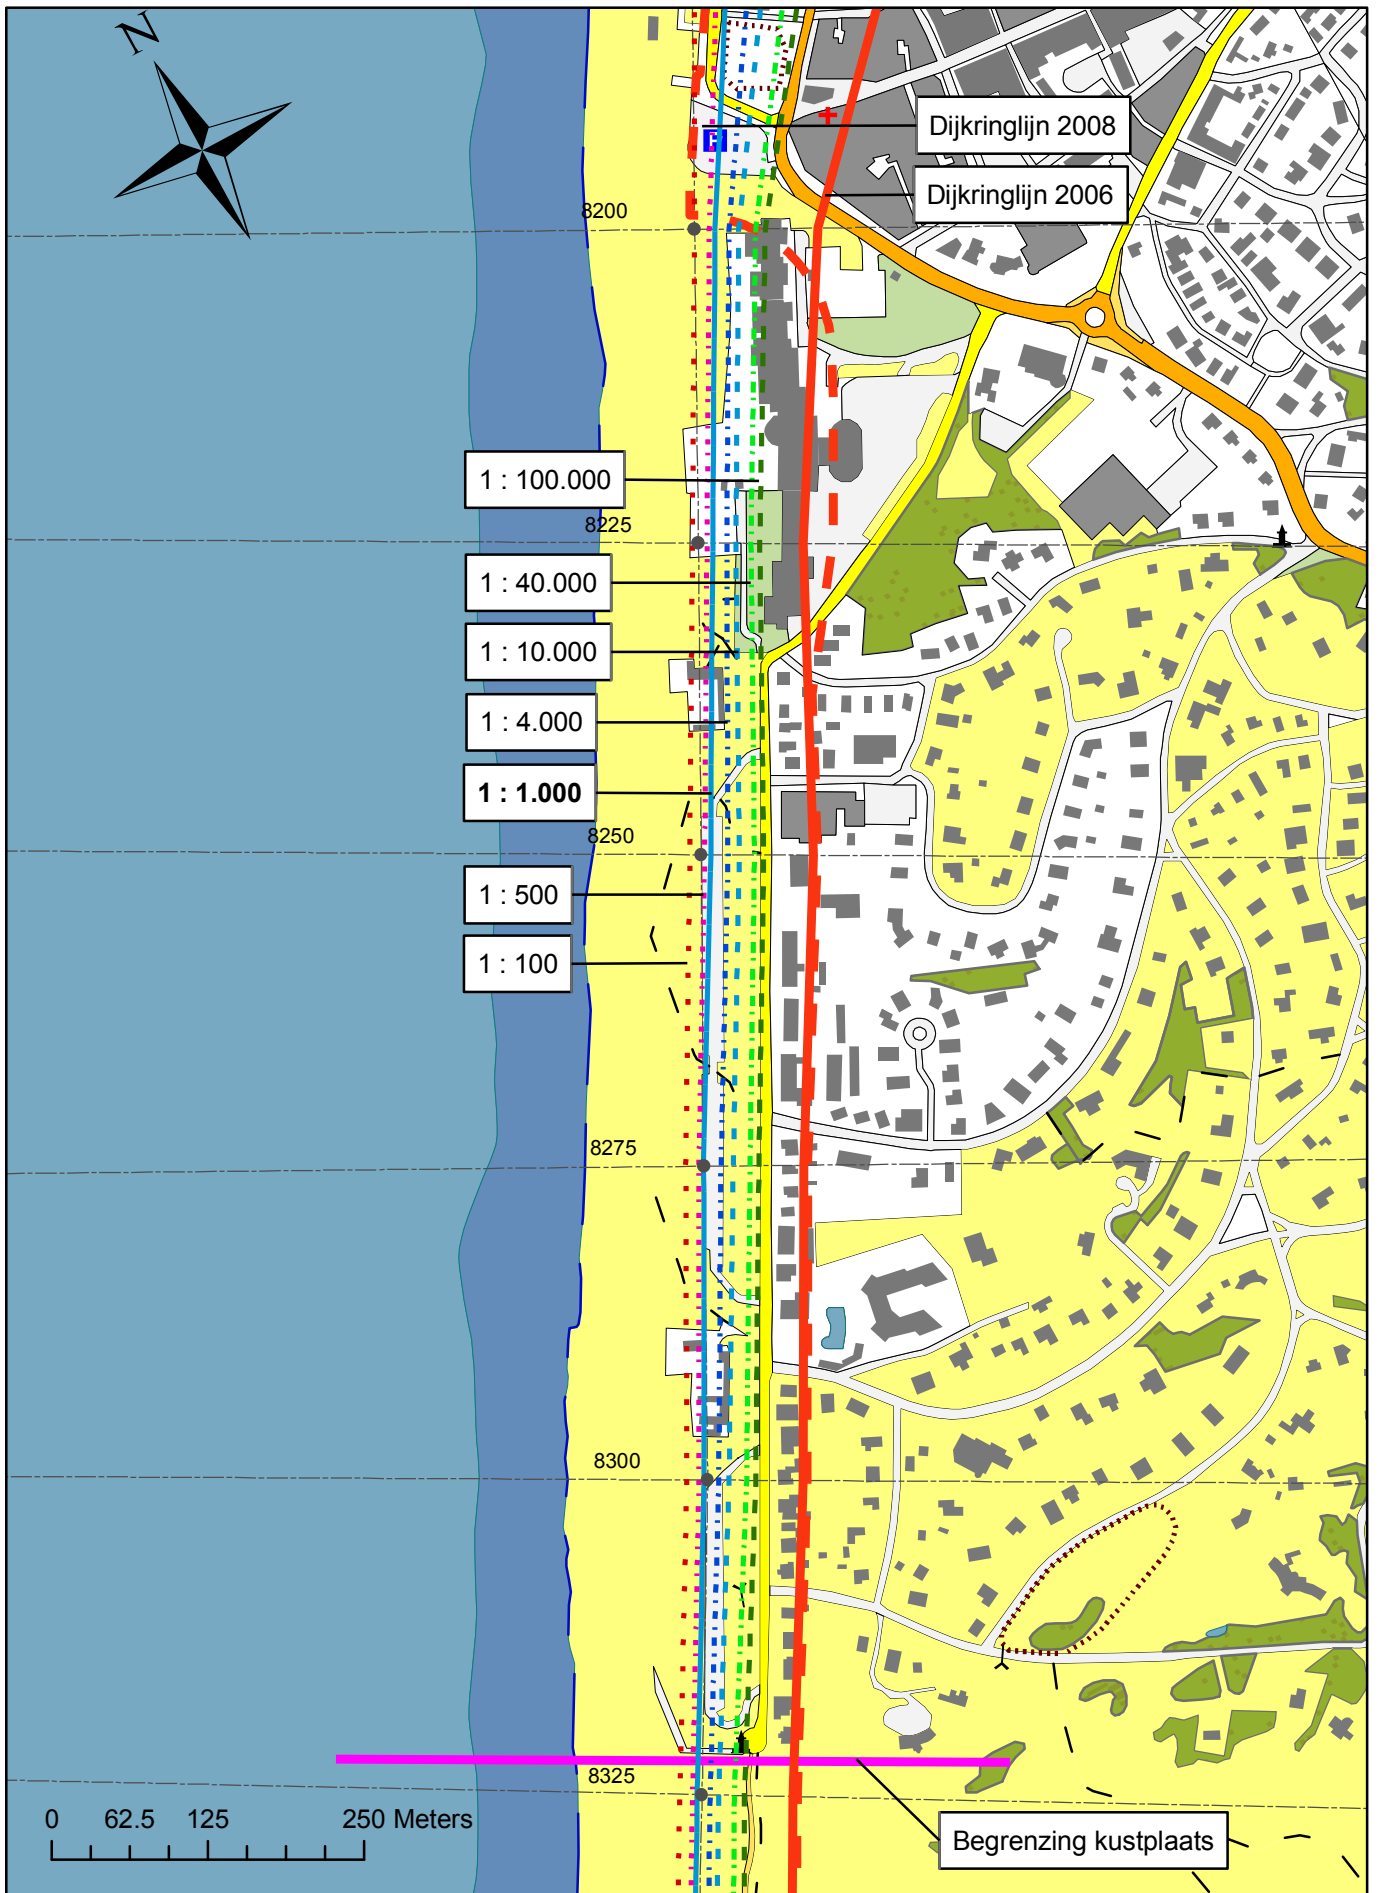 N
Dijkringlijn 2008
Dijkringlijn 2006
H
8200
1 : 100.000
8225
1 : 40.000
1 : 10.000
1 : 4.000
1 : 1.000
8250
1 : 500
1 : 100
8275
8300
8325
0 62.5 125 250 Meters
Begrenzing kustplaats